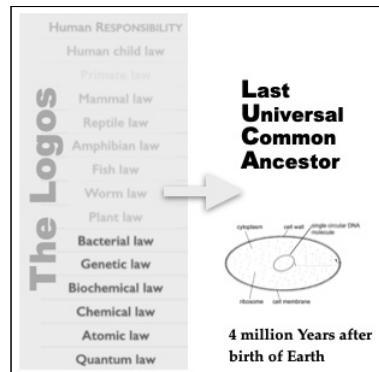 Human RESPONSIBILITY
Human child law
Primate law
Mammal law
Reptile law
Amphibian law
Fish law
Worm law
Plant law
Bacterial law
Genetic law
Biochemical law
Chemical law
Atomic law
Quantum law
The Logos
Last
Universal
Common
Ancestor
cytoplasm
cell wall
single circular DNA
molecule
ribosome
cell membrane
4 million Years after
birth of Earth